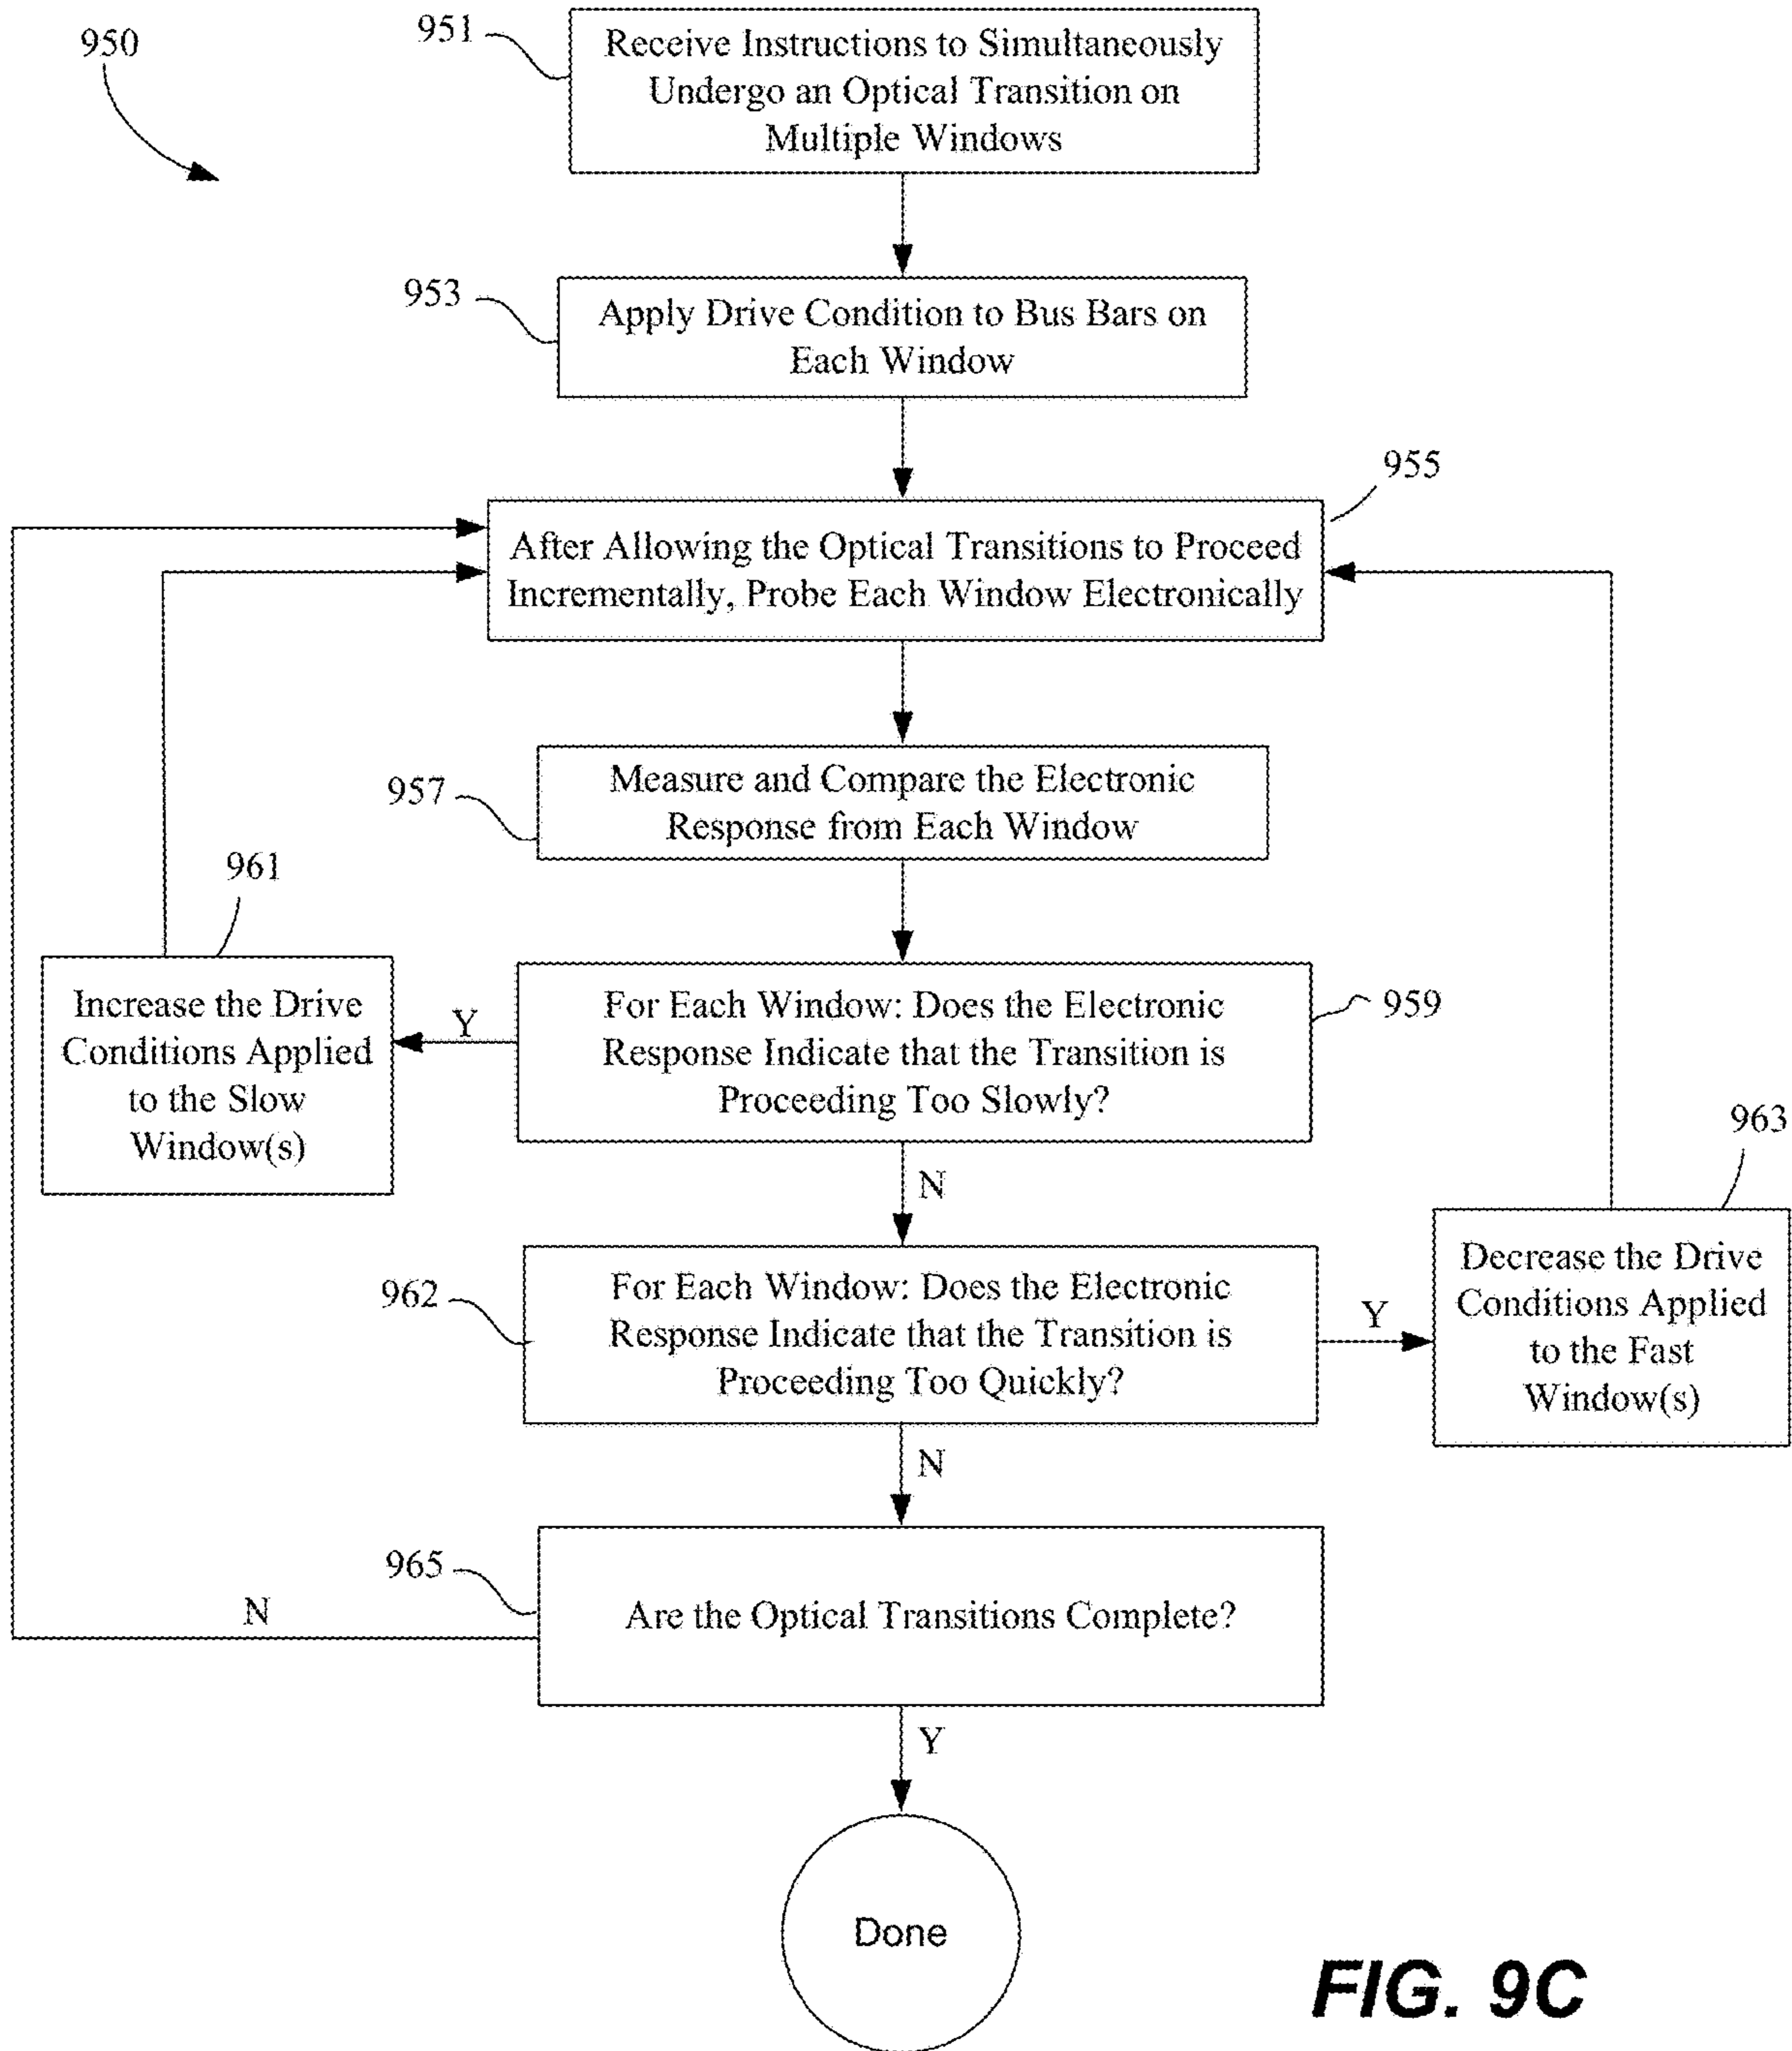 950
951
Receive Instructions to Simultaneously
Undergo an Optical Transition on
Multiple Windows
953
Apply Drive Condition to Bus Bars on
Each Window
955
After Allowing the Optical Transitions to Proceed
Incrementally, Probe Each Window Electronically
957
Measure and Compare the Electronic
Response from Each Window
961
Increase the Drive
Conditions Applied
to the Slow
Window(s)
Y
For Each Window: Does the Electronic
Response Indicate that the Transition is
Proceeding Too Slowly?
959
N
963
Decrease the Drive
Conditions Applied
to the Fast
Window(s)
962
For Each Window: Does the Electronic
Response Indicate that the Transition is
Proceeding Too Quickly?
Y
N
965
Are the Optical Transitions Complete?
N
Y
Done
FIG. 9C